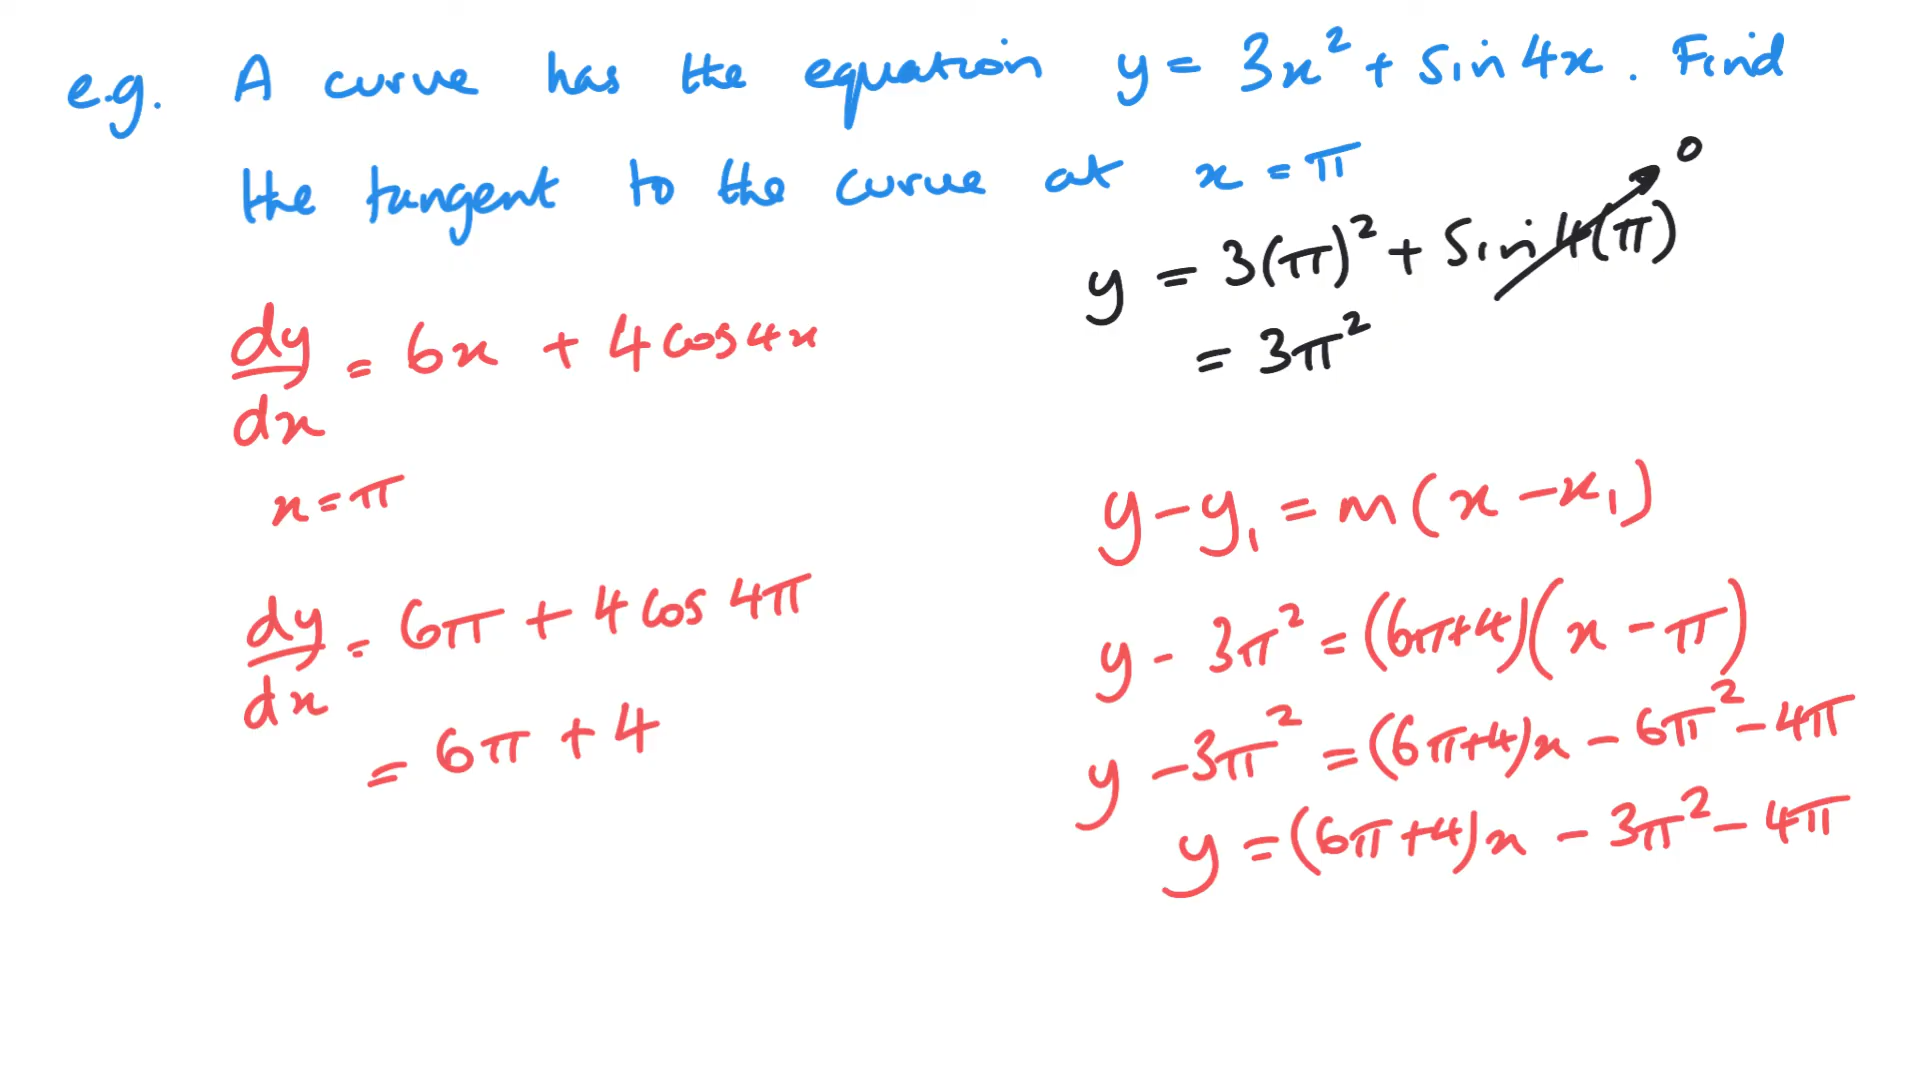 e.g. A curve has the equation y = 3x² + sin 4x. Find
the tangent to the curve at x = π
y = 3(π)² + sin 4(π) 0
= 3π²
dy/dx = 6x + 4cos4x
x = π
dy/dx = 6π + 4cos 4π
= 6π + 4
y - y₁ = m(x - x₁)
y - 3π² = (6π+4)(x - π)
y - 3π² = (6π+4)x - 6π² - 4π
y = (6π+4)x - 3π² - 4π